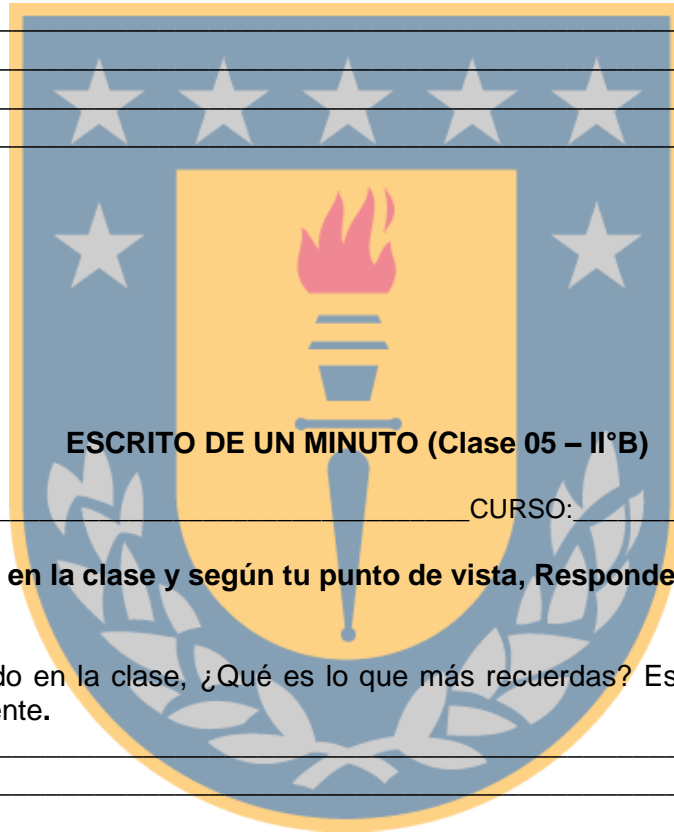 ESCRITO DE UN MINUTO (Clase 05 – II°B)
CURSO:
en la clase y según tu punto de vista, Responde
do en la clase, ¿Qué es lo que más recuerdas? Es
ente.